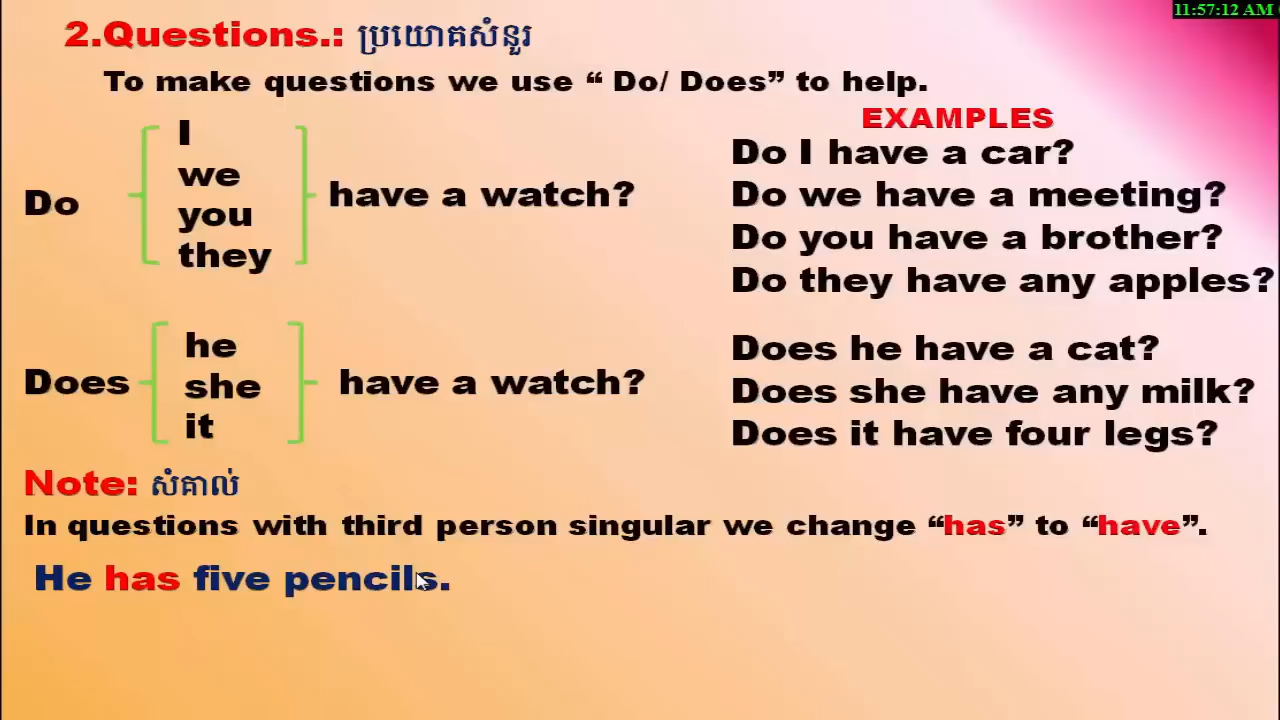 11:57:12 AM
2.Questions.: ប្រយោគសំនួរ
To make questions we use “ Do/ Does” to help.
Do
I
we
you
they
have a watch?
EXAMPLES
Do I have a car?
Do we have a meeting?
Do you have a brother?
Do they have any apples?
Does
he
she
it
have a watch?
Does he have a cat?
Does she have any milk?
Does it have four legs?
Note: សំគាល់
In questions with third person singular we change “has” to “have”.
He has five pencils.